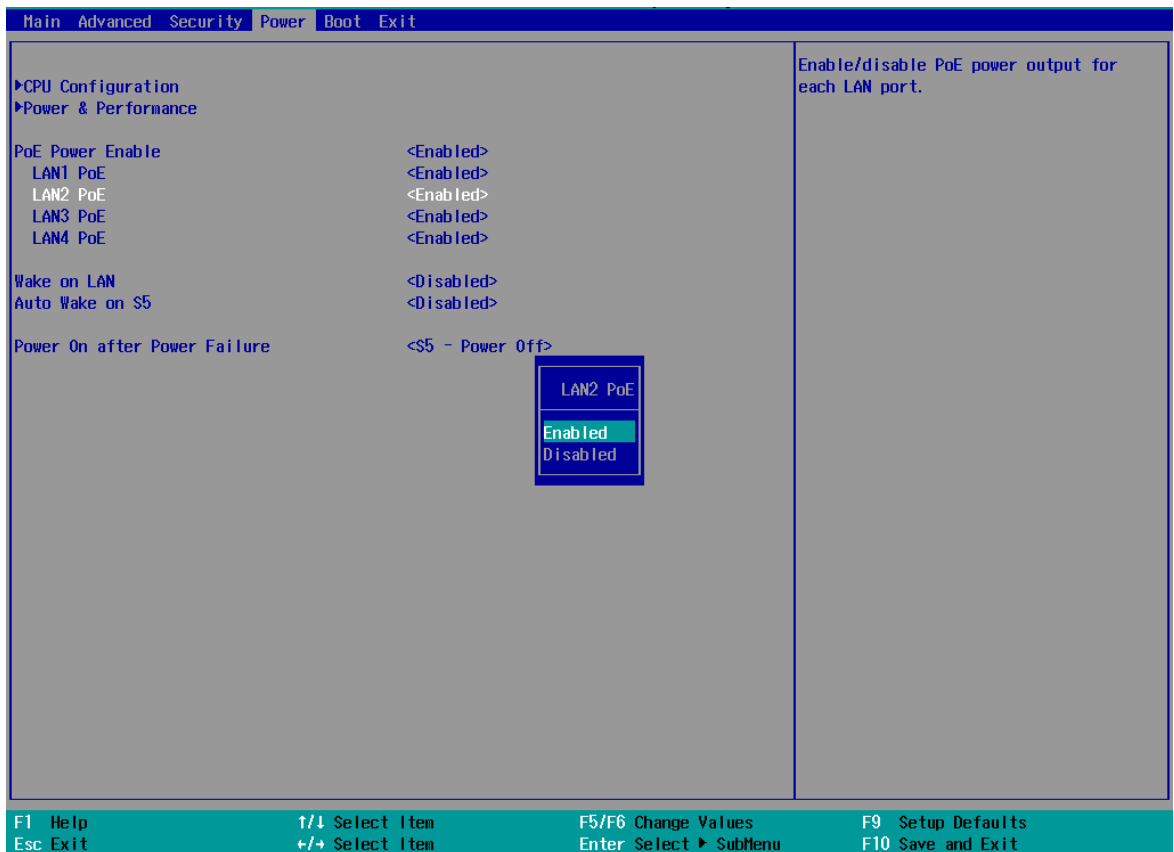 Main Advanced Security Power Boot Exit
Enable/disable PoE power output for
each LAN port.
▶CPU Configuration
▶Power & Performance
PoE Power Enable <Enabled>
LAN1 PoE <Enabled>
LAN2 PoE <Enabled>
LAN3 PoE <Enabled>
LAN4 PoE <Enabled>
Wake on LAN <Disabled>
Auto Wake on S5 <Disabled>
Power On after Power Failure <S5 - Power Off>
LAN2 PoE
Enabled
Disabled
F1 Help ↑/↓ Select Item F5/F6 Change Values F9 Setup Defaults
Esc Exit ←/→ Select Item Enter Select ▶ SubMenu F10 Save and Exit